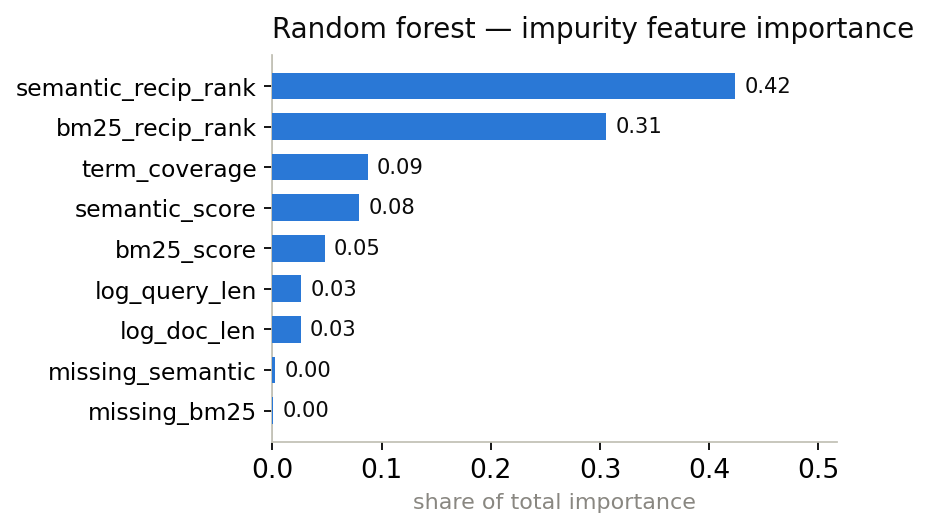 Random forest — impurity feature importance
semantic_recip_rank 0.42
bm25_recip_rank 0.31
term_coverage 0.09
semantic_score 0.08
bm25_score 0.05
log_query_len 0.03
log_doc_len 0.03
missing_semantic 0.00
missing_bm25 0.00
0.0 0.1 0.2 0.3 0.4 0.5
share of total importance